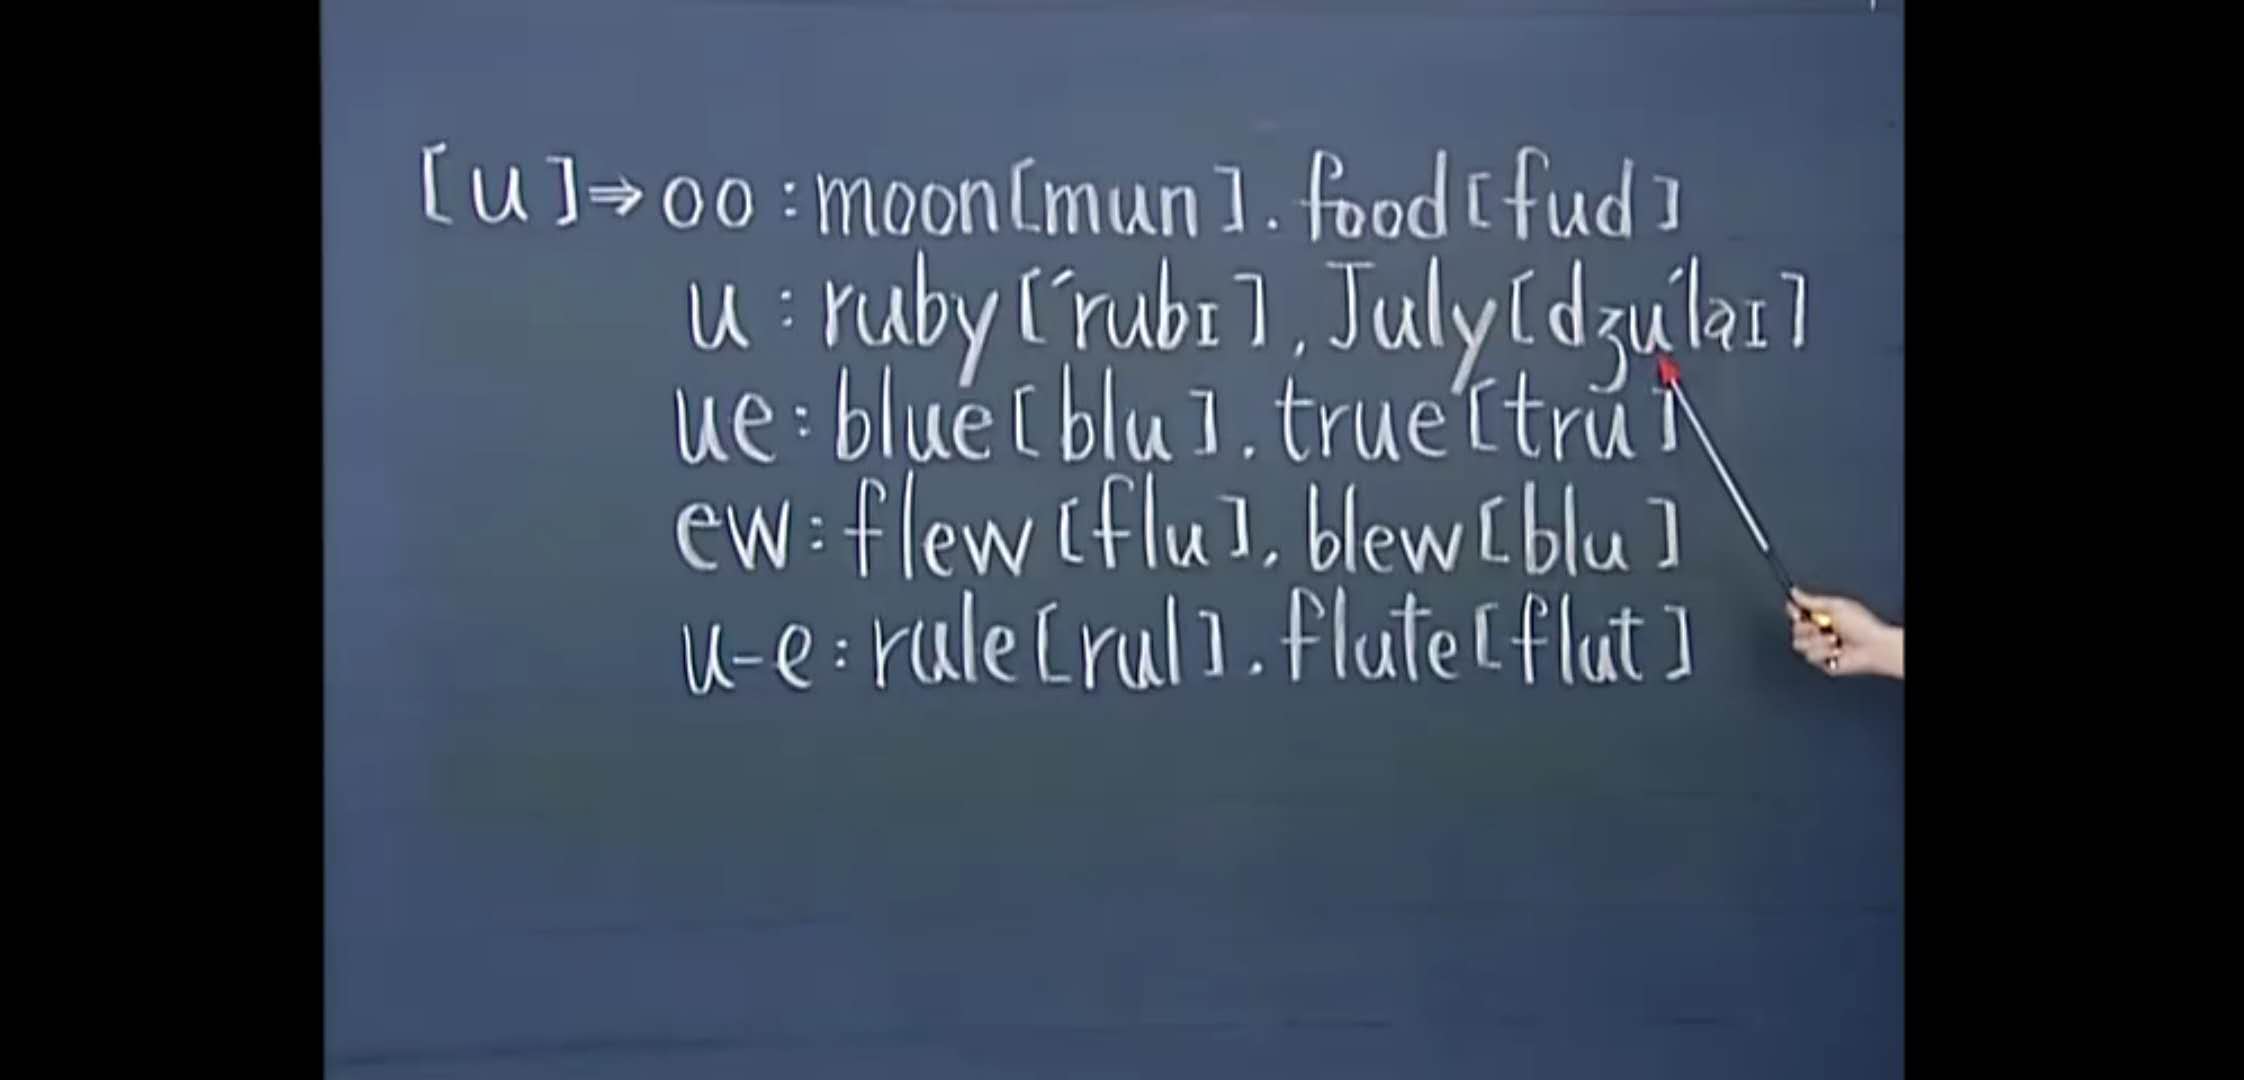 [u]⇒oo:moon[mun].food[fud]
u:ruby[ˊrubɪ],July[dʒuˊlaɪ]
ue:blue[blu].true[tru]
ew:flew[flu],blew[blu]
u-e:rule[rul].flute[flut]